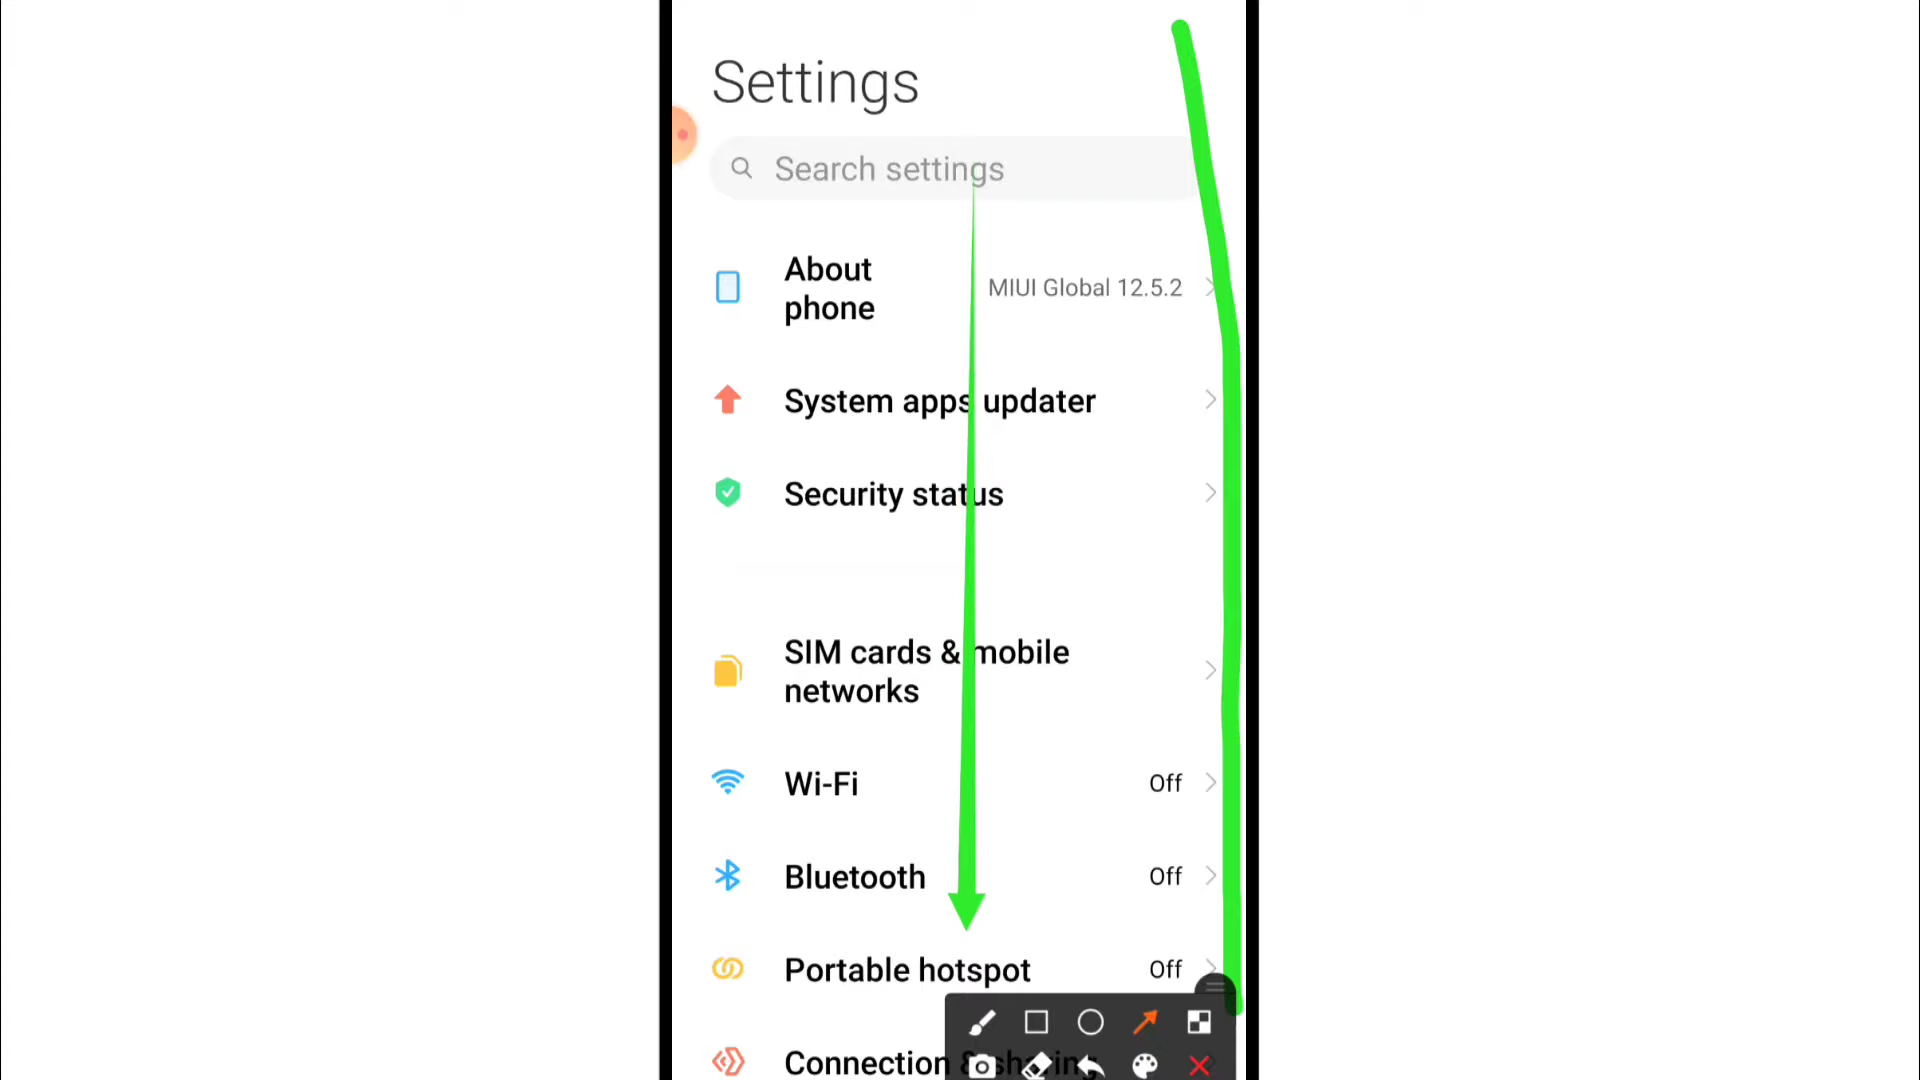 Settings
Search settings
About
phone
MIUI Global 12.5.2
System apps updater
Security status
SIM cards & mobile
networks
Wi-Fi
Off
Bluetooth
Off
Portable hotspot
Off
Connection & sharing